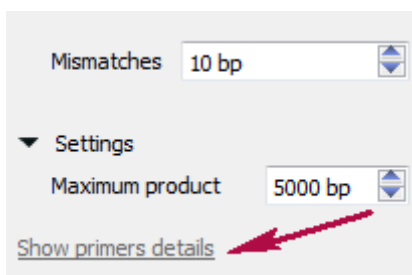 Mismatches 10 bp
Settings
Maximum product 5000 bp
Show primers details